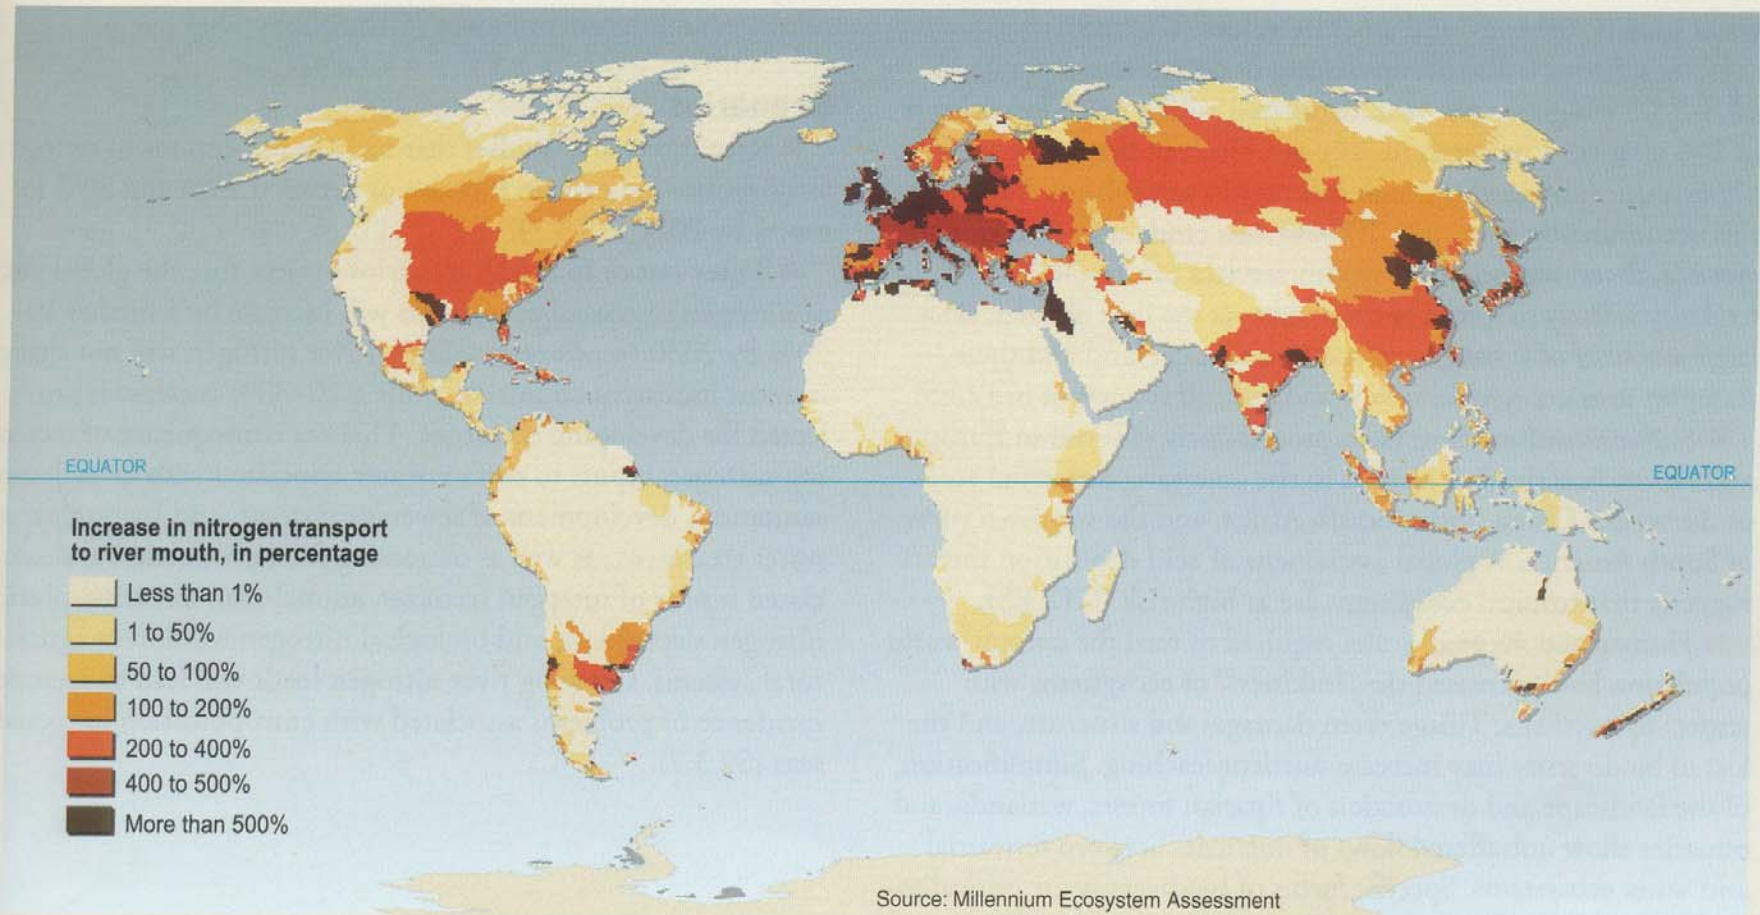 EQUATOR
EQUATOR
Increase in nitrogen transport
to river mouth, in percentage
Less than 1%
1 to 50%
50 to 100%
100 to 200%
200 to 400%
400 to 500%
More than 500%
Source: Millennium Ecosystem Assessment